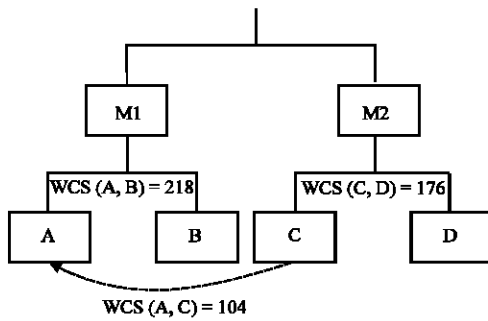 M1
M2
WCS (A, B) = 218
WCS (C, D) = 176
A
B
C
D
WCS (A, C) = 104